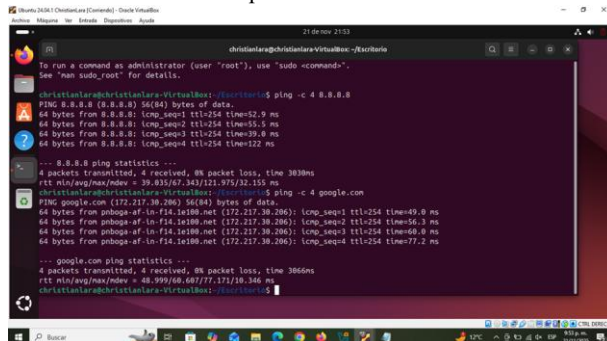 Ubuntu 24.04.1 ChristianLara [Corriendo] - Oracle VirtualBox
Archivo Máquina Ver Entrada Dispositivos Ayuda
21 de nov 21:53
christianlara@christianlara-VirtualBox: ~/Escritorio
To run a command as administrator (user "root"), use "sudo <command>".
See "man sudo_root" for details.
christianlara@christianlara-VirtualBox:~/Escritorio$ ping -c 4 8.8.8.8
PING 8.8.8.8 (8.8.8.8) 56(84) bytes of data.
64 bytes from 8.8.8.8: icmp_seq=1 ttl=254 time=52.9 ms
64 bytes from 8.8.8.8: icmp_seq=2 ttl=254 time=55.5 ms
64 bytes from 8.8.8.8: icmp_seq=3 ttl=254 time=39.0 ms
64 bytes from 8.8.8.8: icmp_seq=4 ttl=254 time=122 ms
--- 8.8.8.8 ping statistics ---
4 packets transmitted, 4 received, 0% packet loss, time 3030ms
rtt min/avg/max/mdev = 39.035/67.343/121.975/32.155 ms
christianlara@christianlara-VirtualBox:~/Escritorio$ ping -c 4 google.com
PING google.com (172.217.30.206) 56(84) bytes of data.
64 bytes from pnboga-af-in-f14.1e100.net (172.217.30.206): icmp_seq=1 ttl=254 time=49.0 ms
64 bytes from pnboga-af-in-f14.1e100.net (172.217.30.206): icmp_seq=2 ttl=254 time=56.3 ms
64 bytes from pnboga-af-in-f14.1e100.net (172.217.30.206): icmp_seq=3 ttl=254 time=60.0 ms
64 bytes from pnboga-af-in-f14.1e100.net (172.217.30.206): icmp_seq=4 ttl=254 time=77.2 ms
--- google.com ping statistics ---
4 packets transmitted, 4 received, 0% packet loss, time 3066ms
rtt min/avg/max/mdev = 48.999/60.607/77.171/10.346 ms
christianlara@christianlara-VirtualBox:~/Escritorio$
CTRL DEREC
Buscar
12°C
ESP
9:53 p. m.